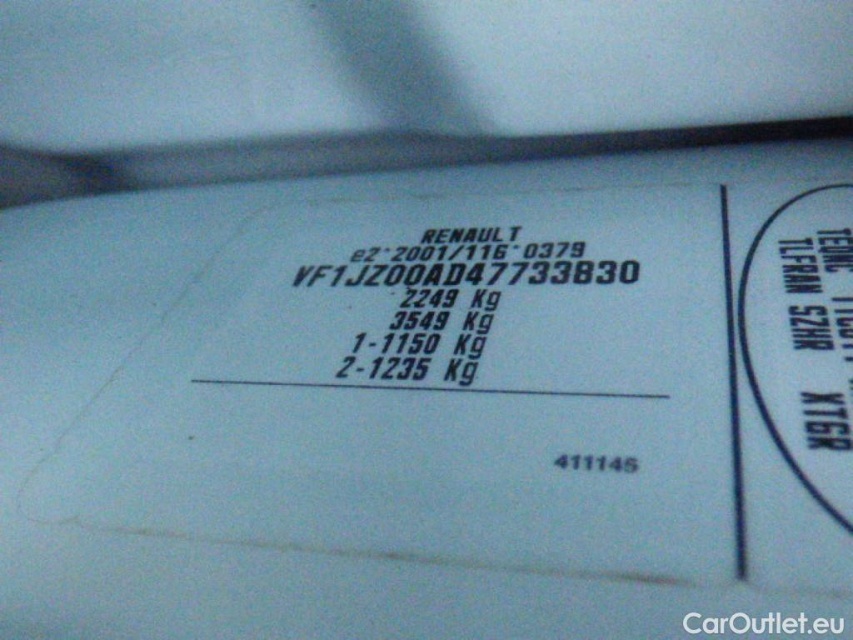 RENAULT
e2*2001/116*0379
VF1JZ00AD47733830
2249 Kg
3549 Kg
1-1150 Kg
2-1235 Kg
411145
TLFRAN SZHR XTGR
CarOutlet.eu